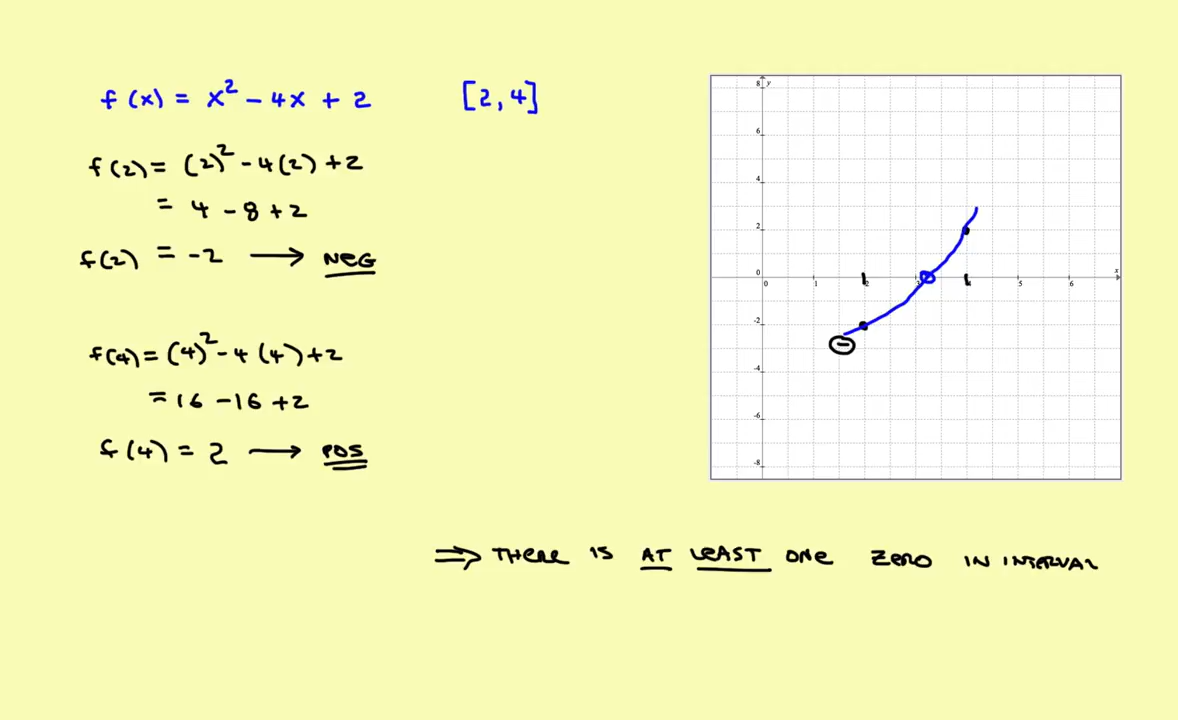 f(x) = x² - 4x + 2 [2,4]
f(2) = (2)² - 4(2) + 2
= 4 - 8 + 2
f(2) = -2 → NEG
f(4) = (4)² - 4(4) + 2
= 16 - 16 + 2
f(4) = 2 → POS
8 y
6
4
2
0
0 1 2 3 4 5 6 x
-2
-4
-6
-8
⇒ THERE IS AT LEAST ONE ZERO IN INTERVAL